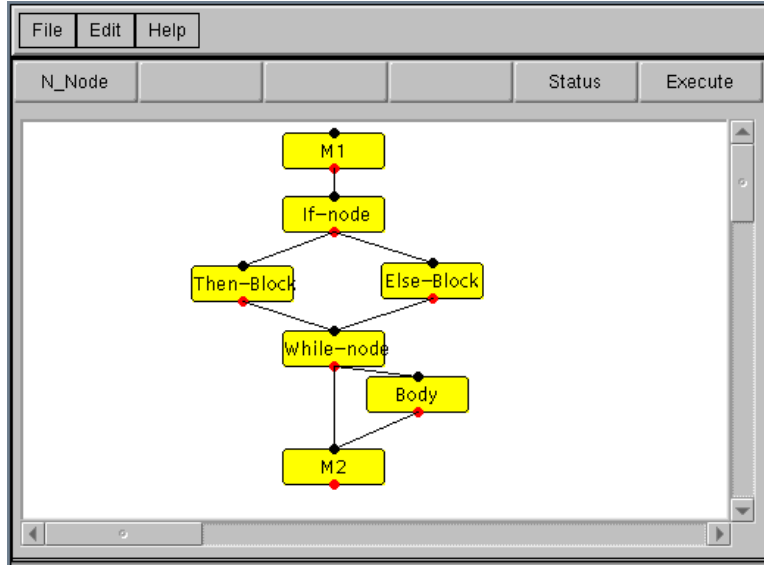 File Edit Help
N_Node Status Execute
M1
If-node
Then-Block Else-Block
While-node
Body
M2